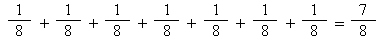 1/8 + 1/8 + 1/8 + 1/8 + 1/8 + 1/8 + 1/8 = 7/8